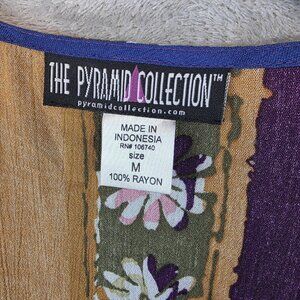 THE PYRAMID COLLECTION™
pyramidcollection.com
MADE IN
INDONESIA
RN# 106740
size
M
100% RAYON